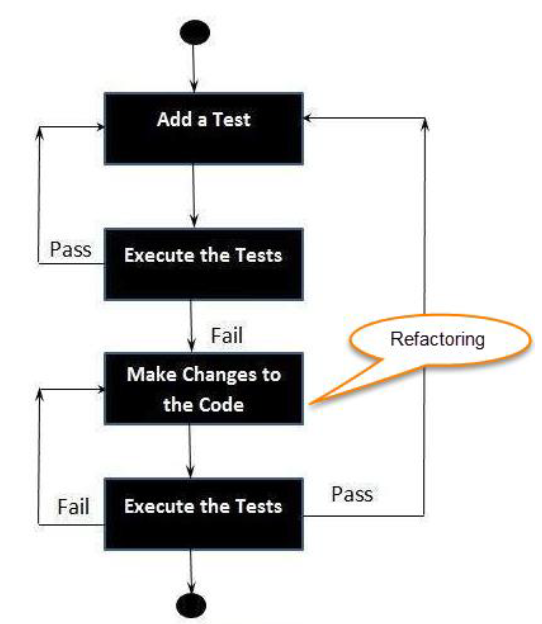 Add a Test
Pass
Execute the Tests
Fail
Refactoring
Make Changes to
the Code
Pass
Fail
Execute the Tests